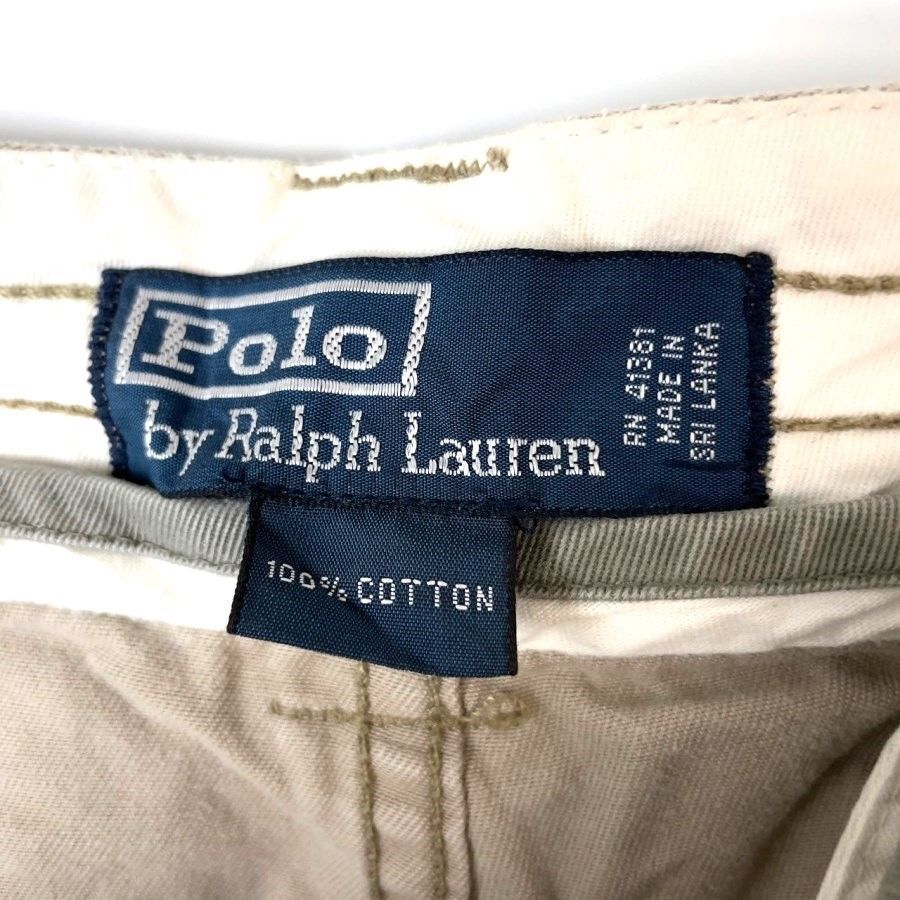 Polo
by Ralph Lauren
RN 41381
MADE IN
SRI LANKA
100% COTTON